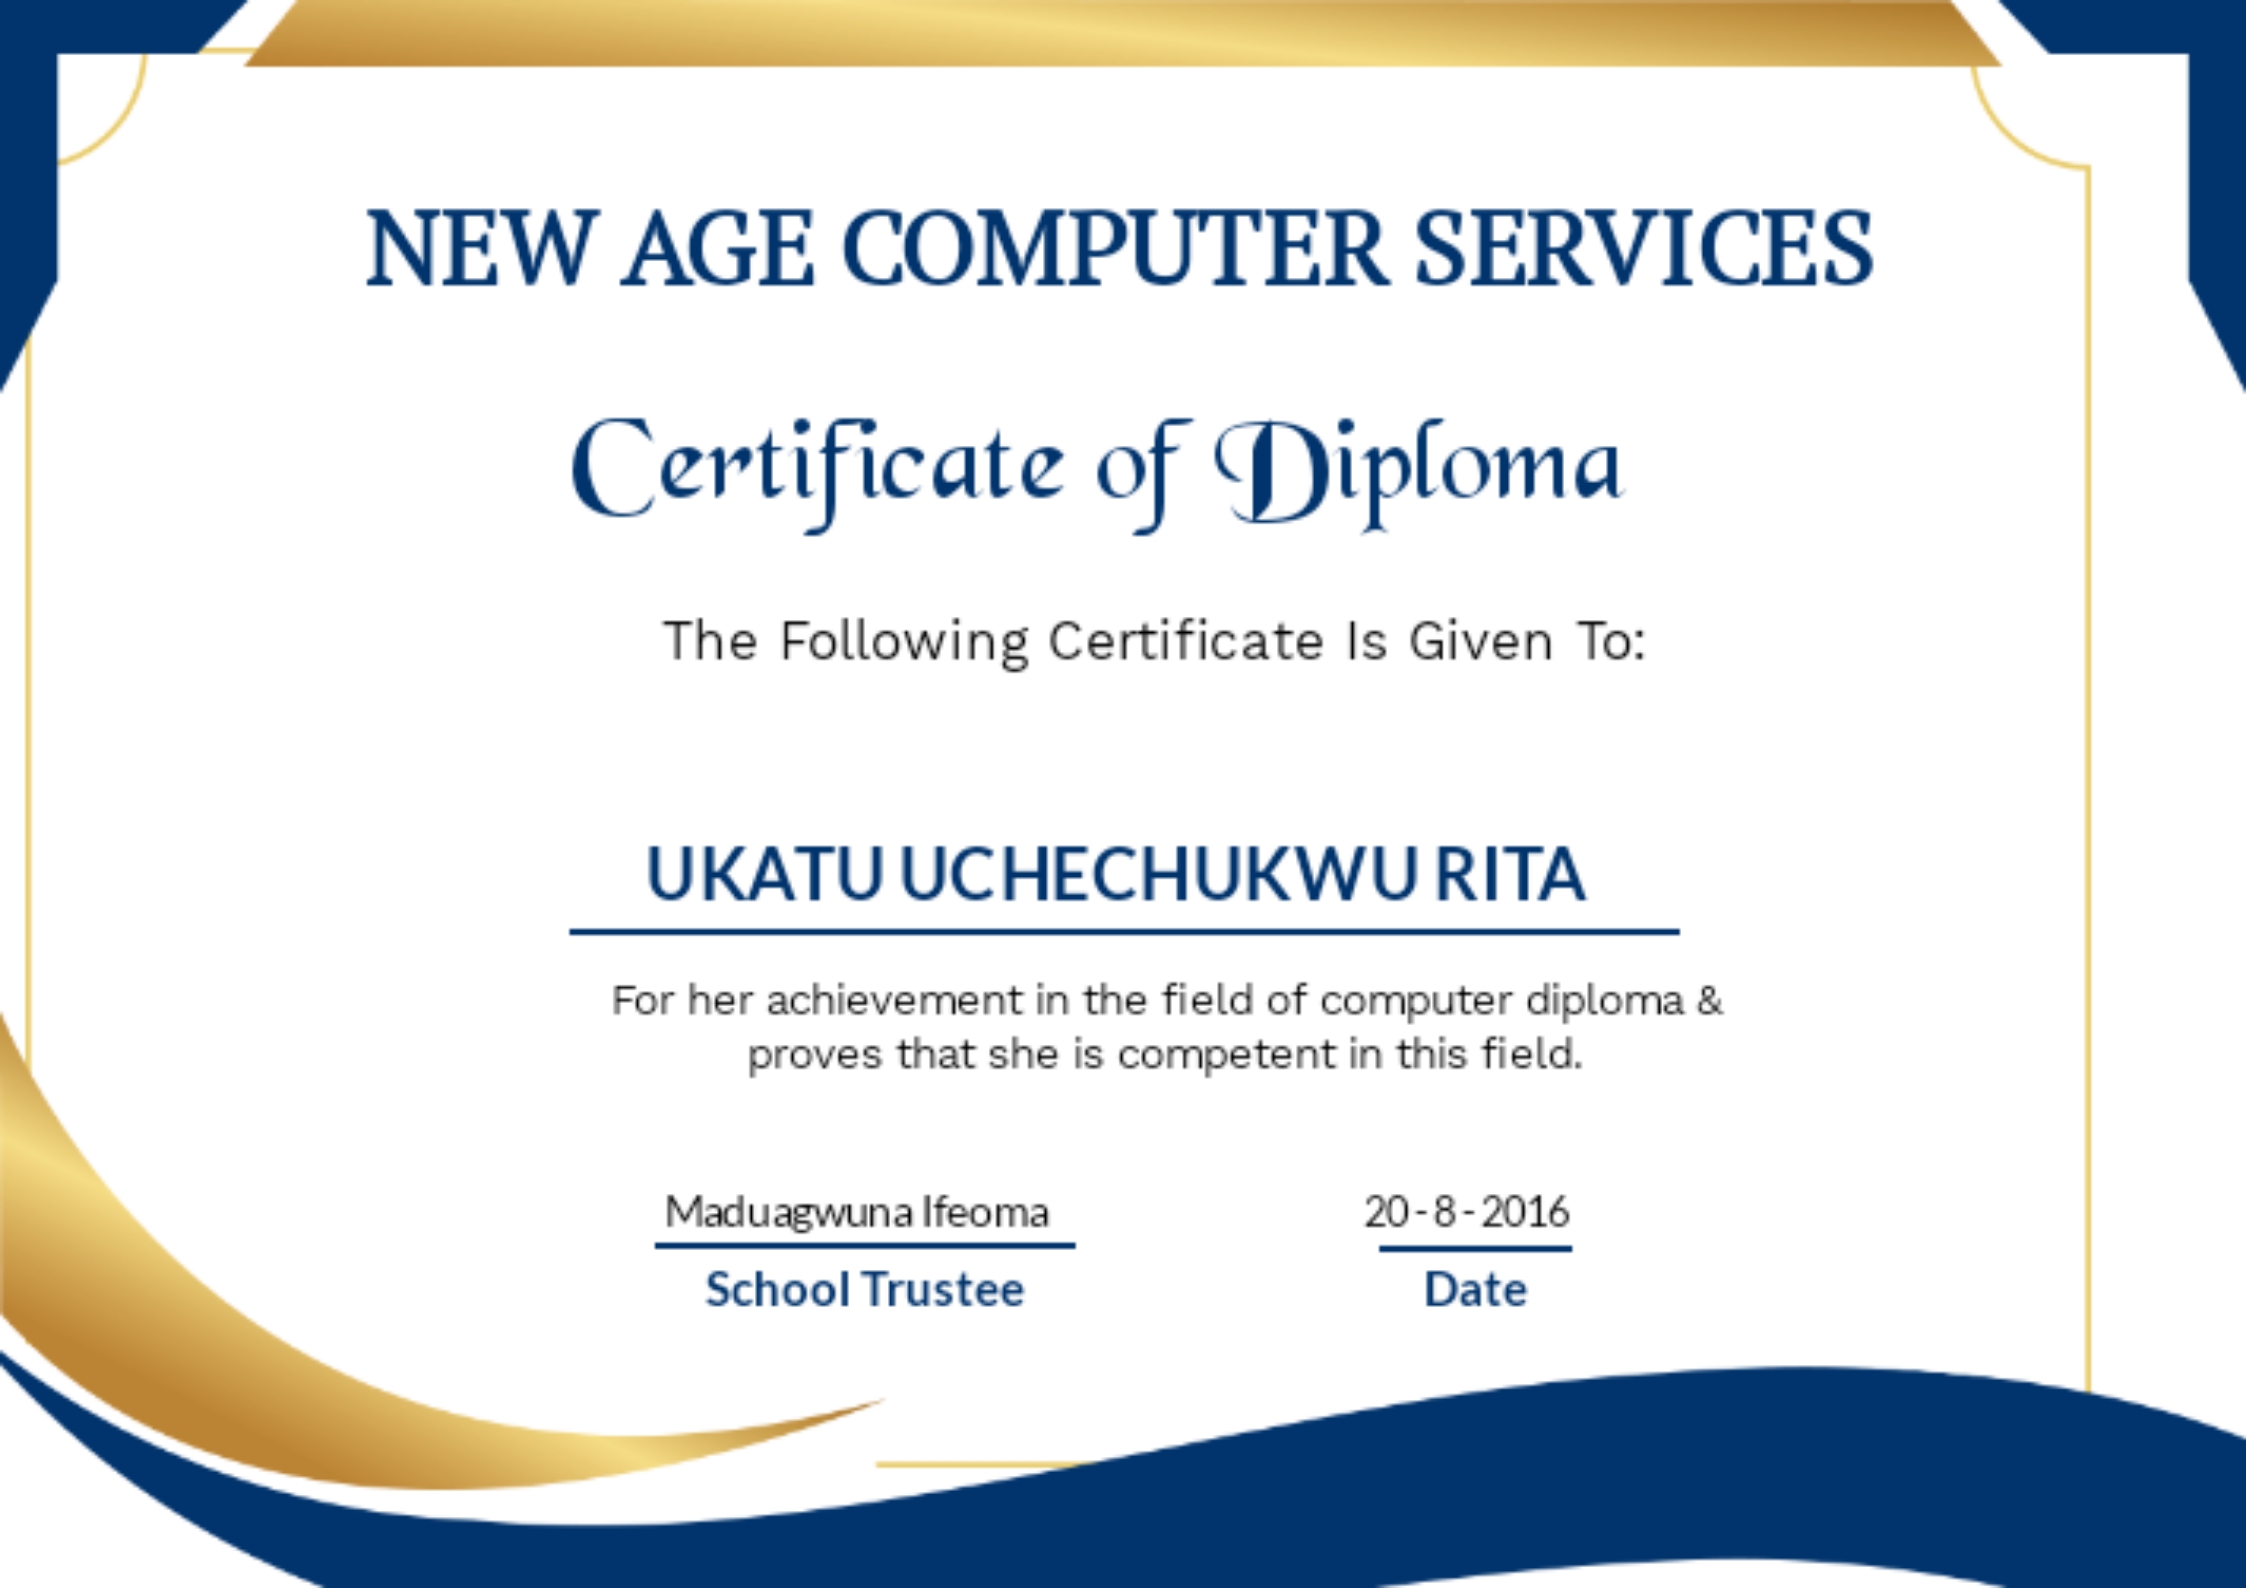 NEW AGE COMPUTER SERVICES
Certificate of Diploma
The Following Certificate Is Given To:
UKATU UCHECHUKWU RITA
For her achievement in the field of computer diploma &
proves that she is competent in this field.
Maduagwuna Ifeoma
20-8-2016
School Trustee
Date